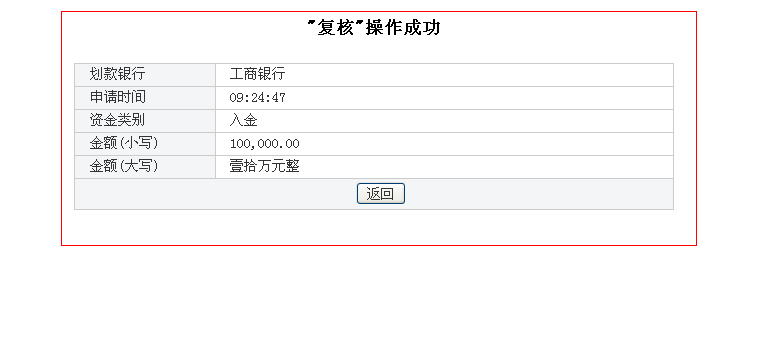 "复核"操作成功
划款银行 工商银行
申请时间 09:24:47
资金类别 入金
金额(小写) 100,000.00
金额(大写) 壹拾万元整
返回